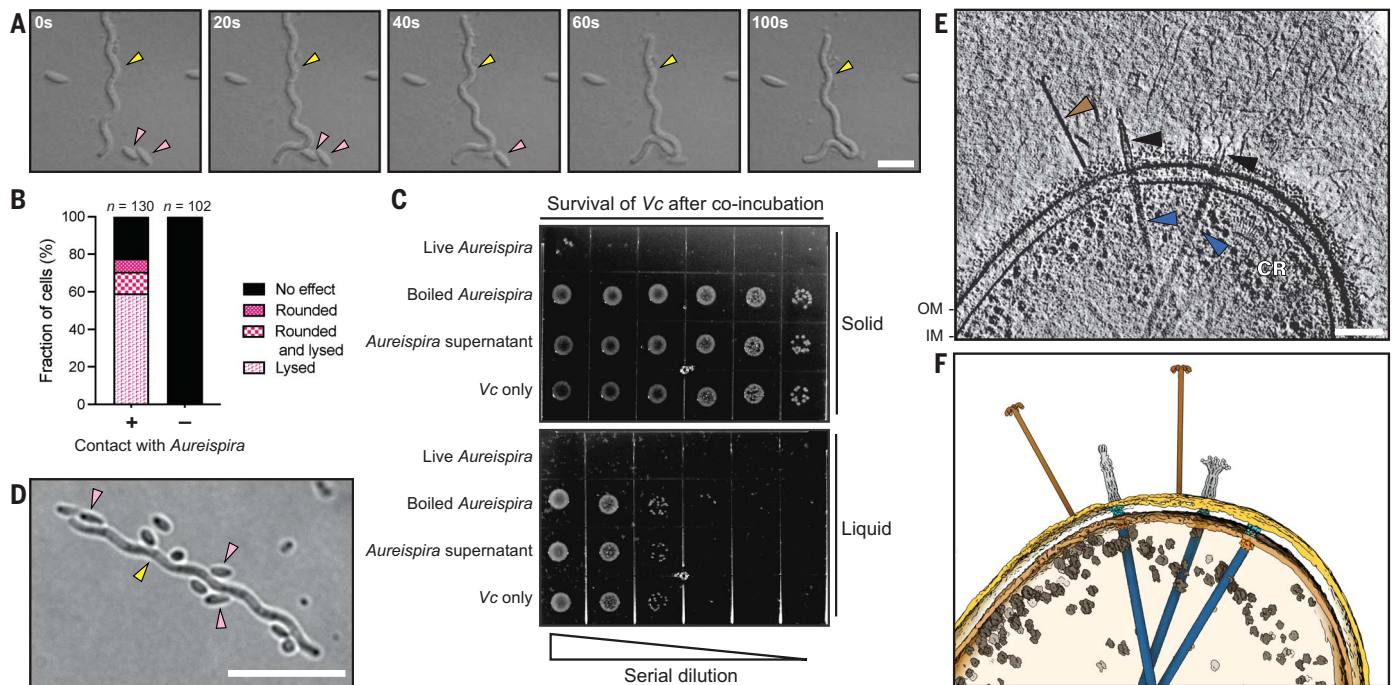 A
0s
20s
40s
60s
100s
B
n = 130
n = 102
Fraction of cells (%)
100
80
60
40
20
0
+
–
Contact with Aureispira
No effect
Rounded
Rounded
and lysed
Lysed
C
Survival of Vc after co-incubation
Live Aureispira
Boiled Aureispira
Aureispira supernatant
Vc only
Solid
Live Aureispira
Boiled Aureispira
Aureispira supernatant
Vc only
Liquid
Serial dilution
D
E
CR
OM
IM
F